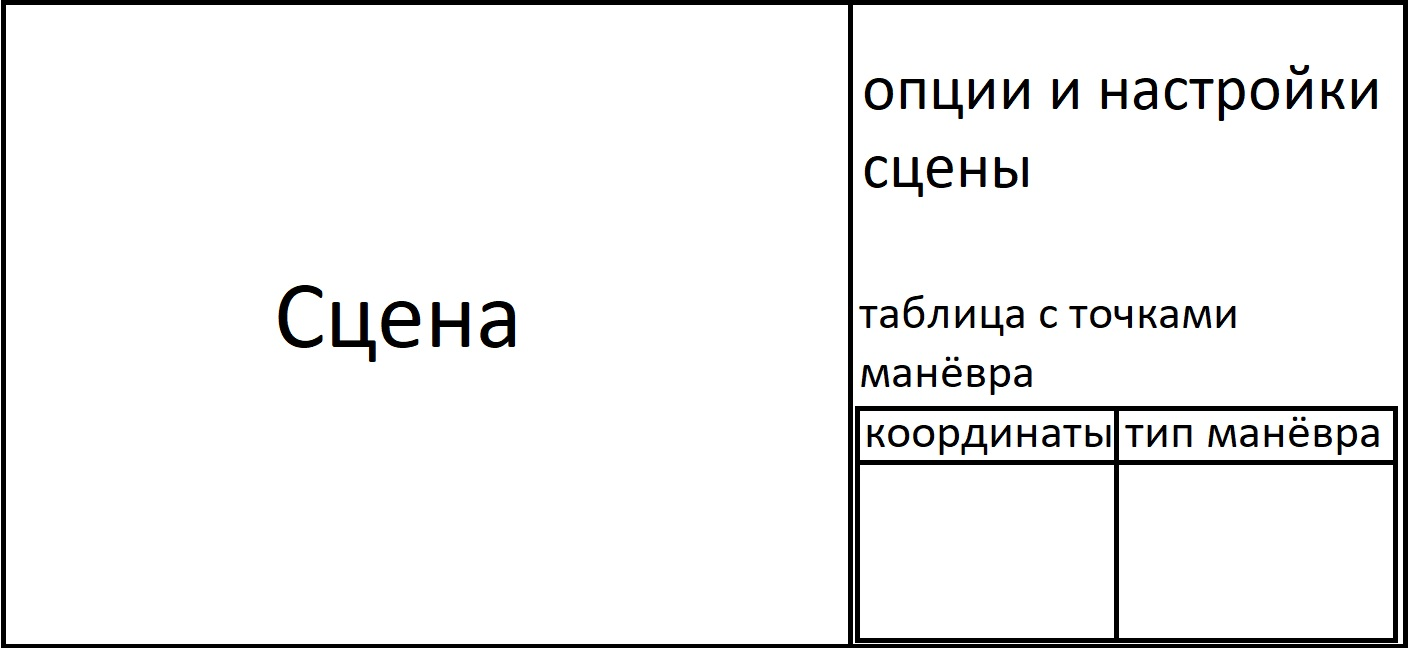 Сцена
опции и настройки
сцены
таблица с точками
манёвра
координаты тип манёвра